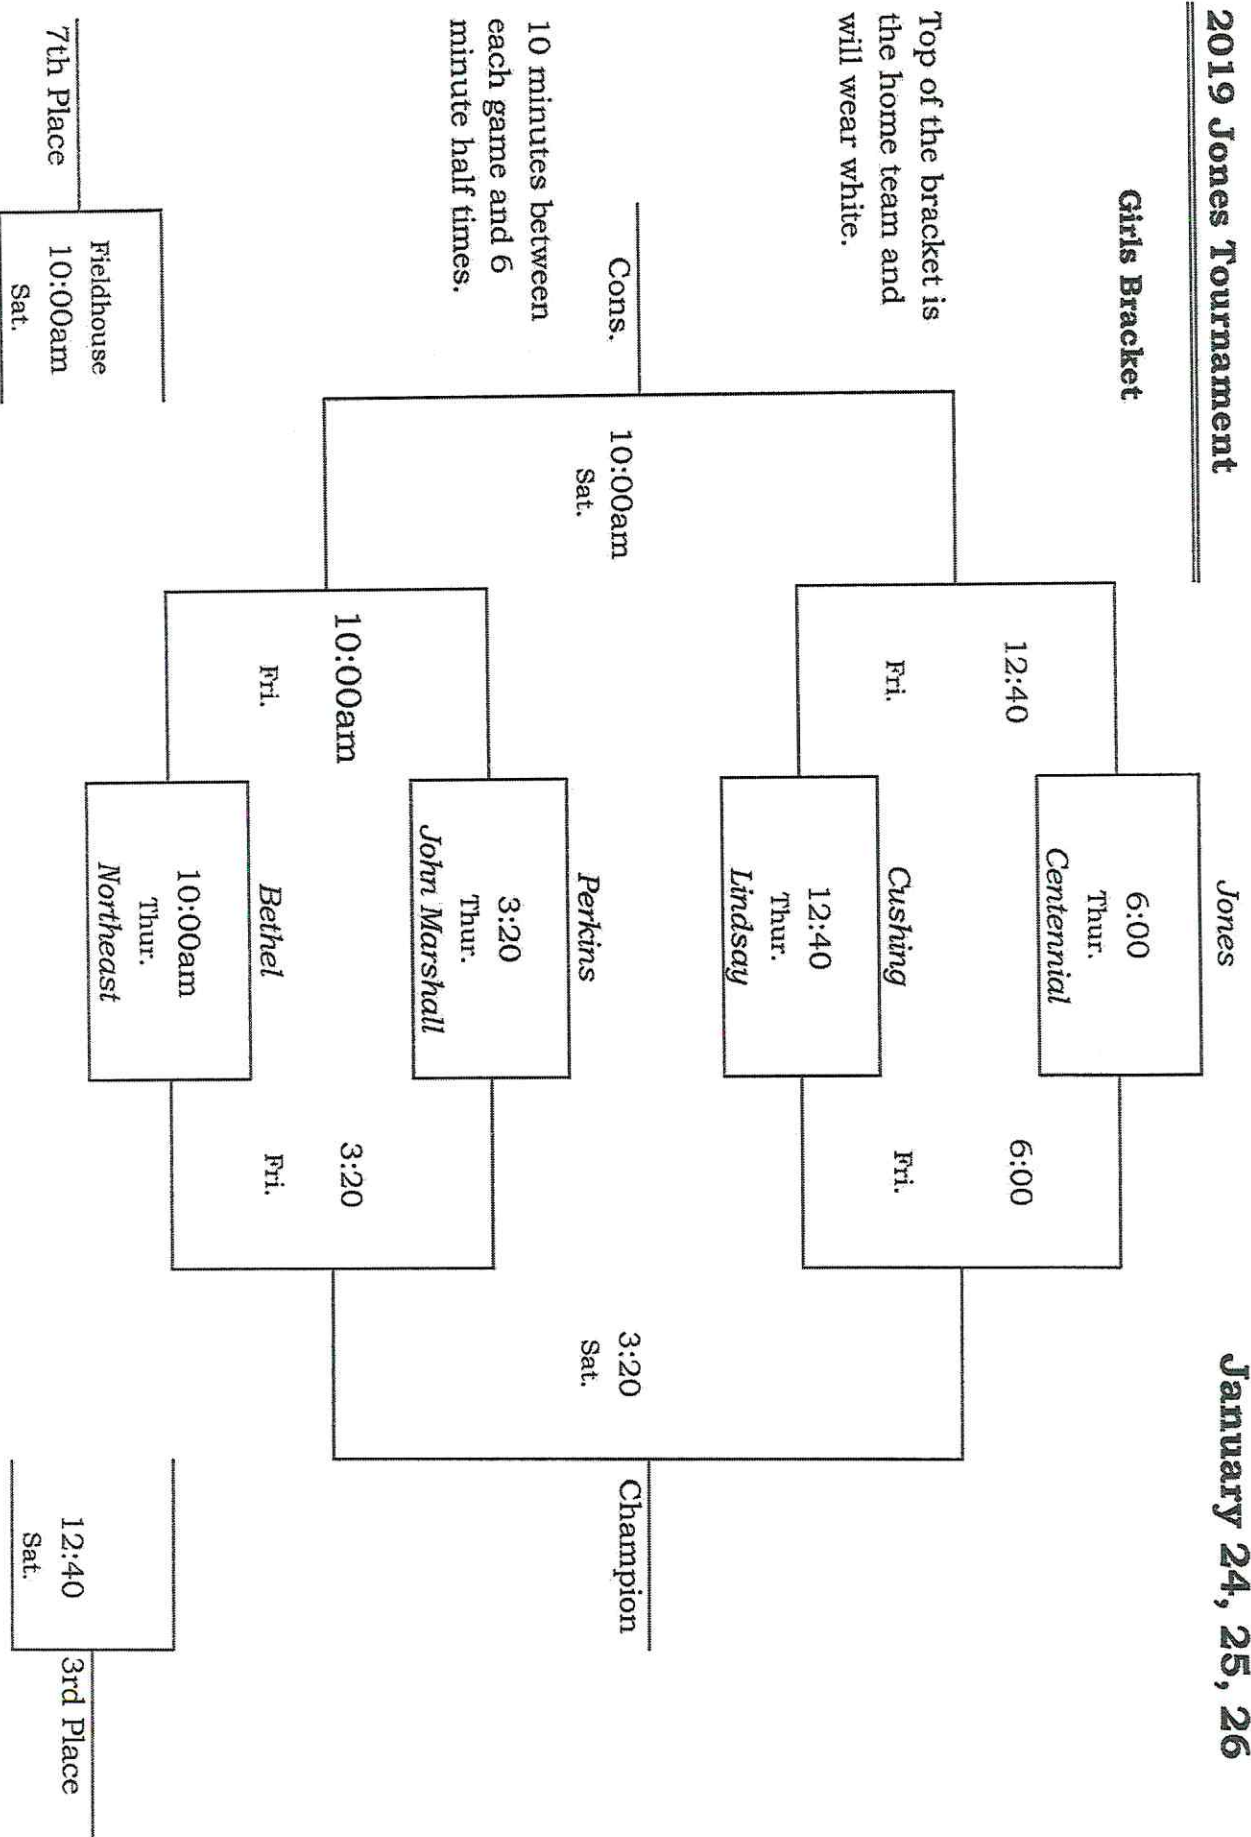 2019 Jones Tournament
January 24, 25, 26
Girls Bracket
Jones
6:00
Thur.
Centennial
12:40
Fri.
6:00
Fri.
Top of the bracket is
the home team and
will wear white.
Cushing
12:40
Thur.
Lindsay
Cons.
10:00am
Sat.
3:20
Sat.
Champion
10 minutes between
each game and 6
minute half times.
Perkins
3:20
Thur.
John Marshall
10:00am
Fri.
3:20
Fri.
Bethel
10:00am
Thur.
Northeast
7th Place
Fieldhouse
10:00am
Sat.
12:40
Sat.
3rd Place